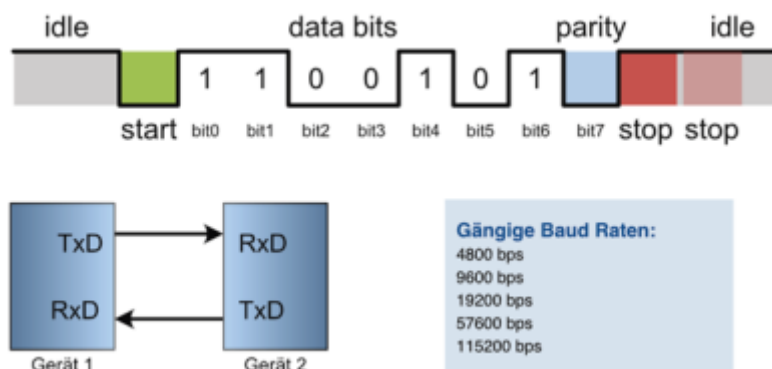 idle data bits parity idle
1 1 0 0 1 0 1
start bit0 bit1 bit2 bit3 bit4 bit5 bit6 bit7 stop stop
TxD RxD
RxD TxD
Gerät 1 Gerät 2
Gängige Baud Raten:
4800 bps
9600 bps
19200 bps
57600 bps
115200 bps